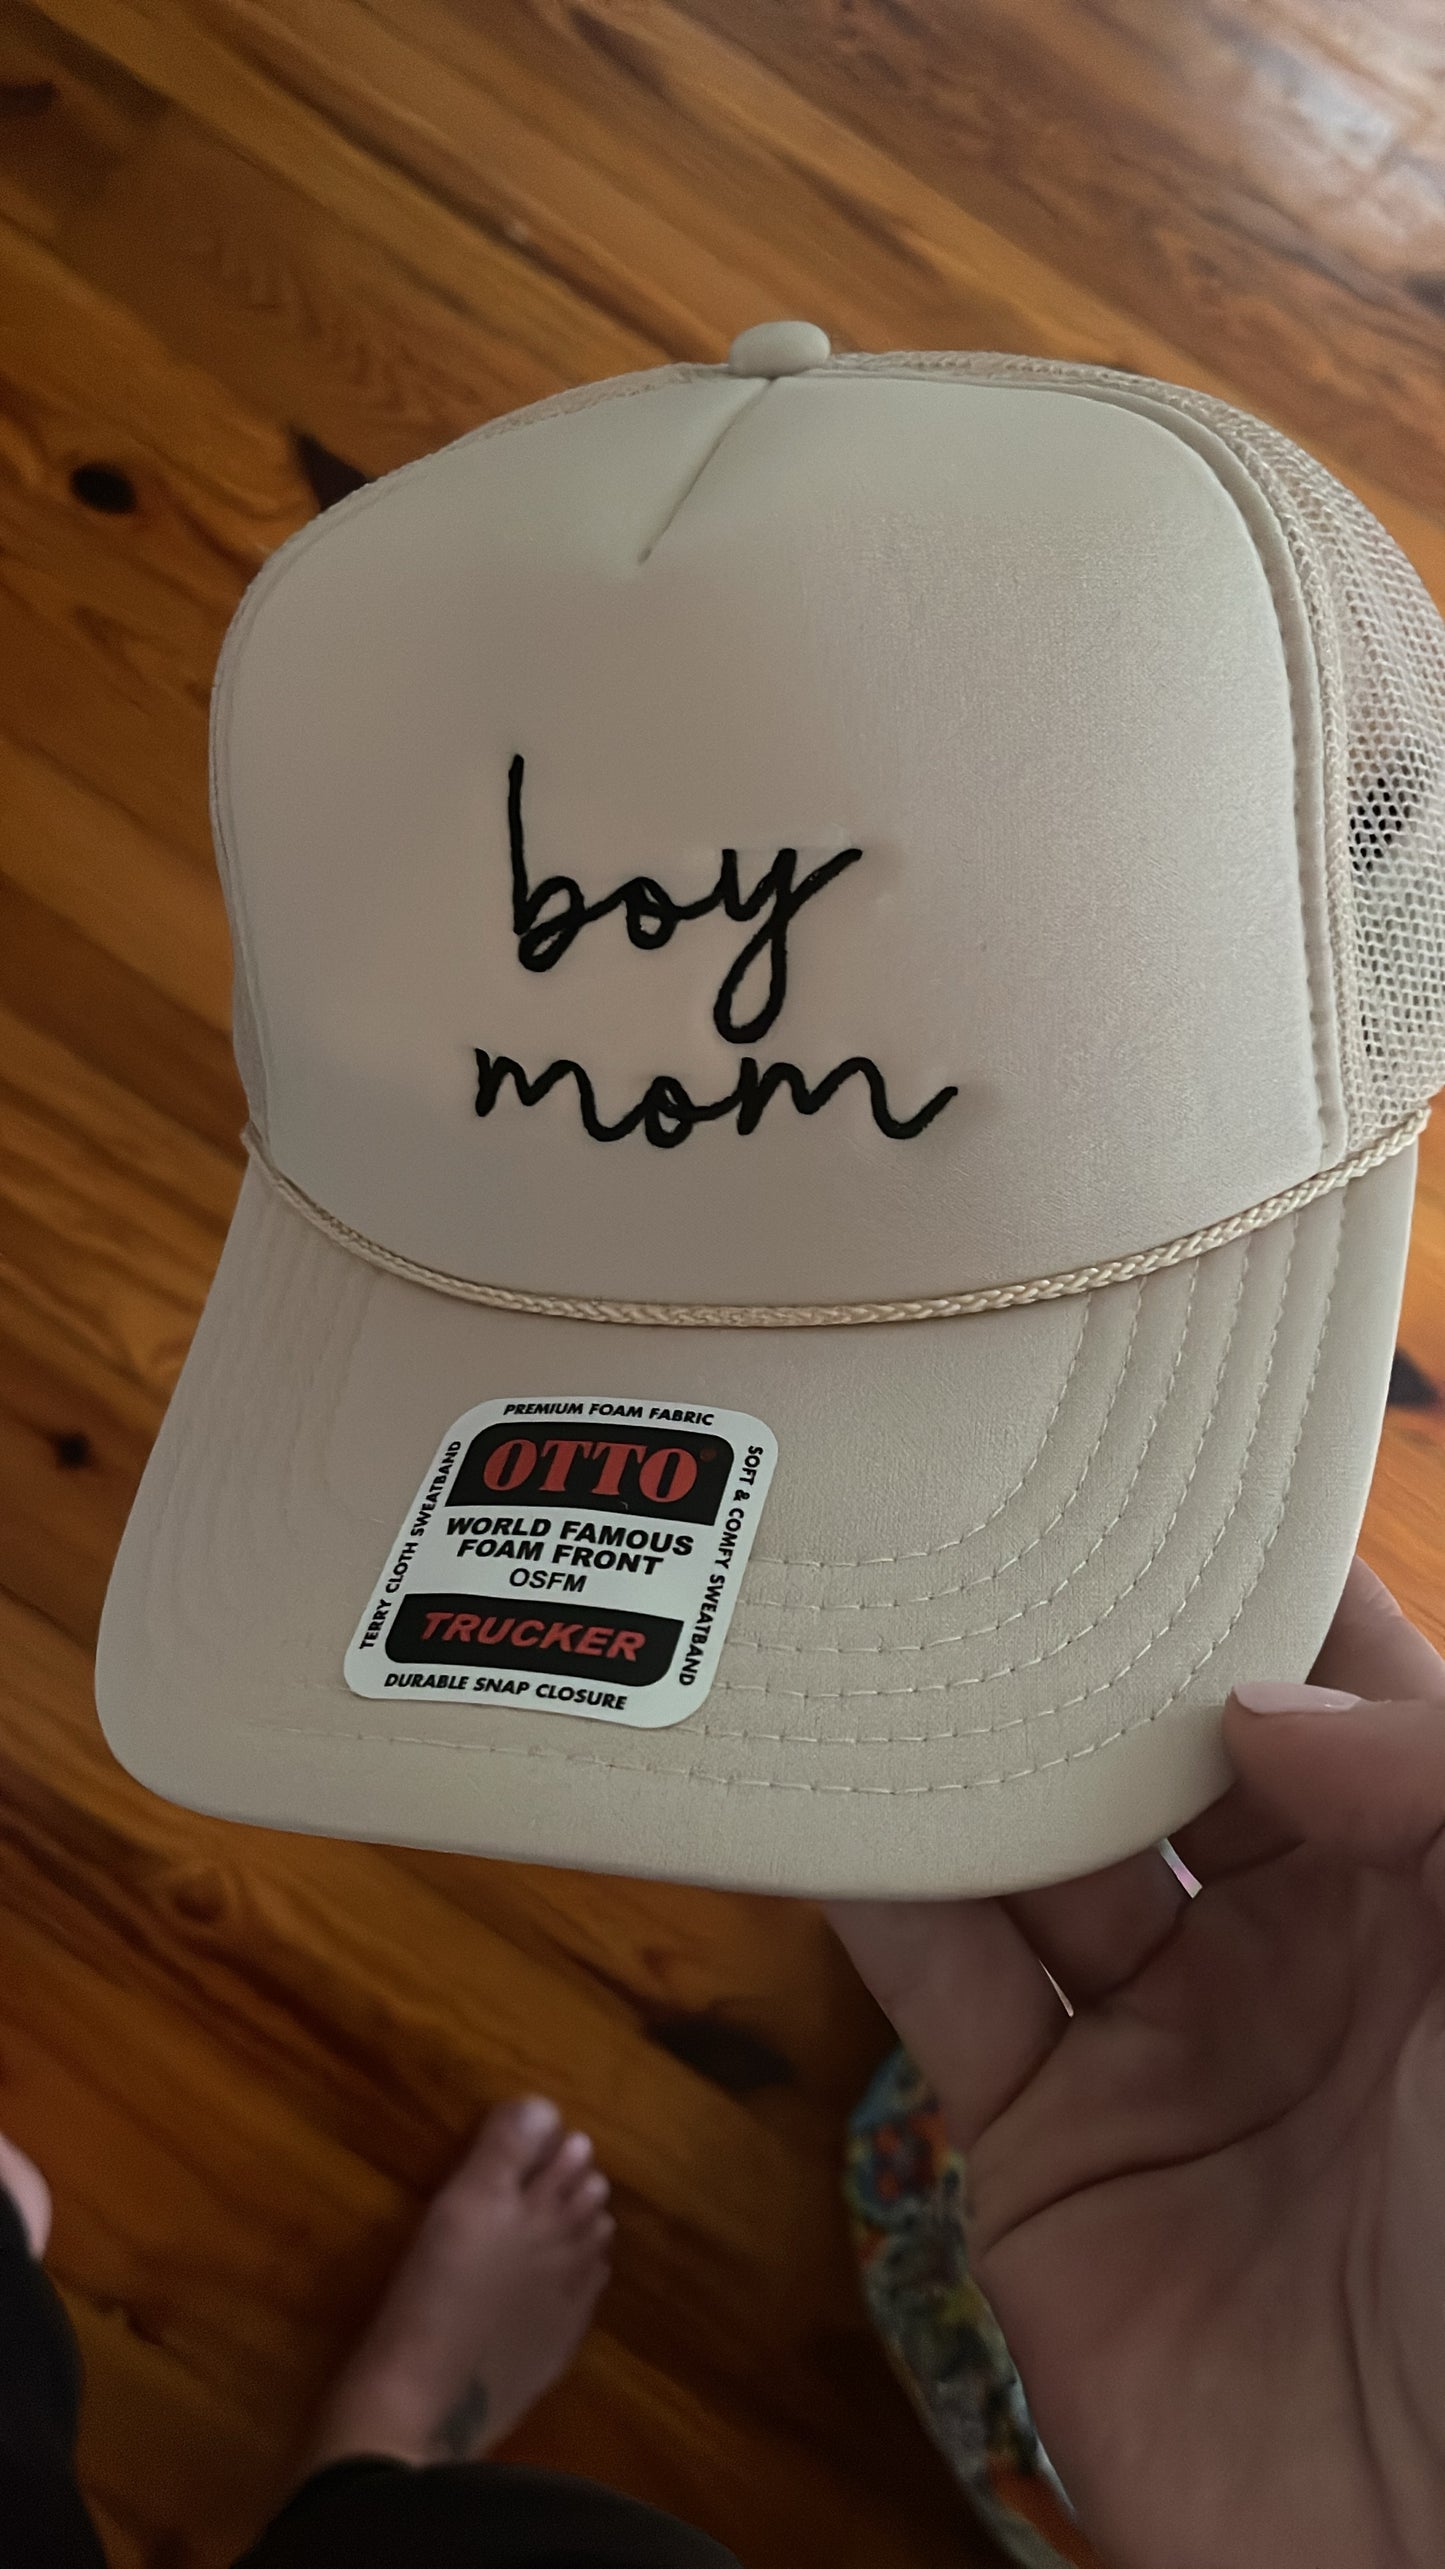 boy
mom
PREMIUM FOAM FABRIC
OTTO®
WORLD FAMOUS
FOAM FRONT
OSFM
TRUCKER
DURABLE SNAP CLOSURE
TERRY CLOTH SWEATBAND
SOFT & COMFY SWEATBAND